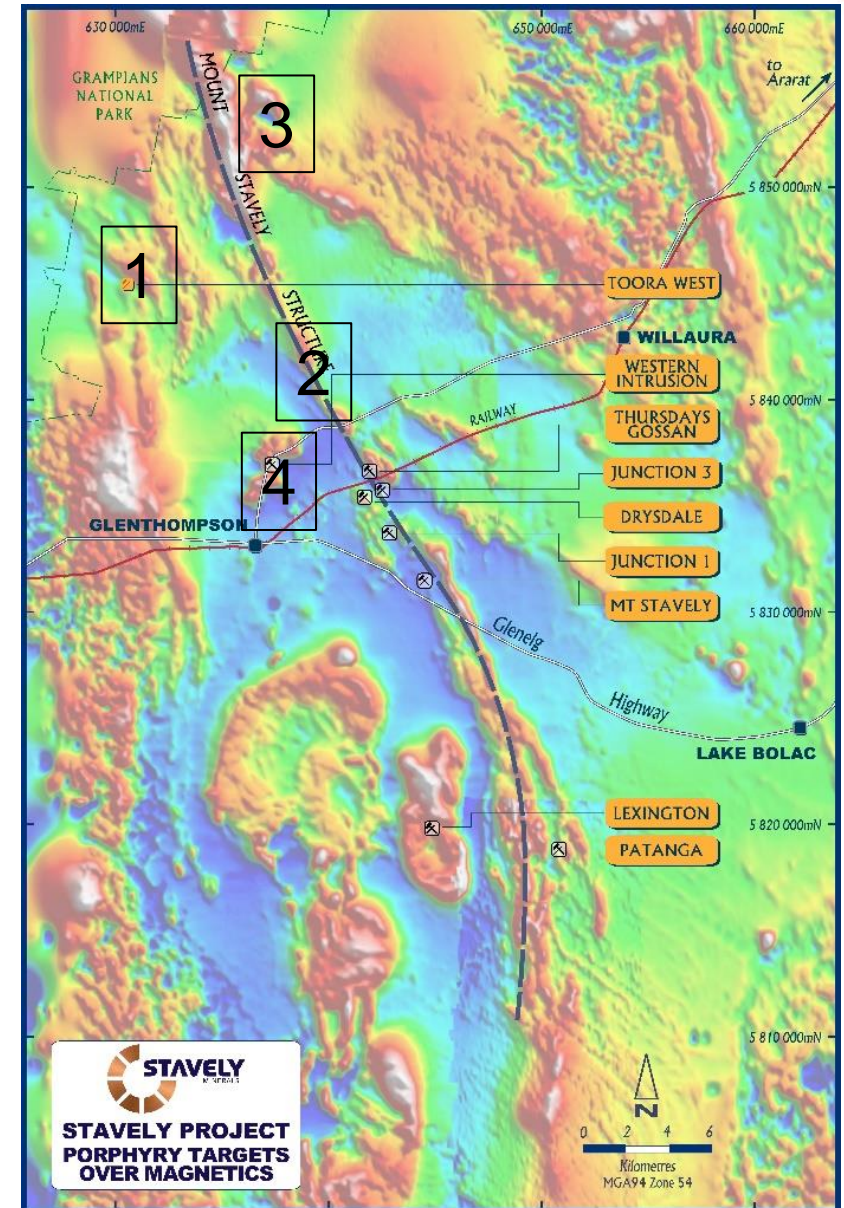 630 000mE
650 000mE
660 000mE
GRAMPIANS
NATIONAL
PARK
to
Ararat
MOUNT STAVELY STRUCTURE
3
5 850 000mN
1
TOORA WEST
WILLAURA
2
WESTERN
INTRUSION
5 840 000mN
RAILWAY
THURSDAYS
GOSSAN
4
JUNCTION 3
GLENTHOMPSON
DRYSDALE
JUNCTION 1
MT STAVELY
5 830 000mN
Glenelg
Highway
LAKE BOLAC
LEXINGTON
5 820 000mN
PATANGA
5 810 000mN
STAVELY
MINERALS
STAVELY PROJECT
PORPHYRY TARGETS
OVER MAGNETICS
N
0 2 4 6
Kilometres
MGA94 Zone 54